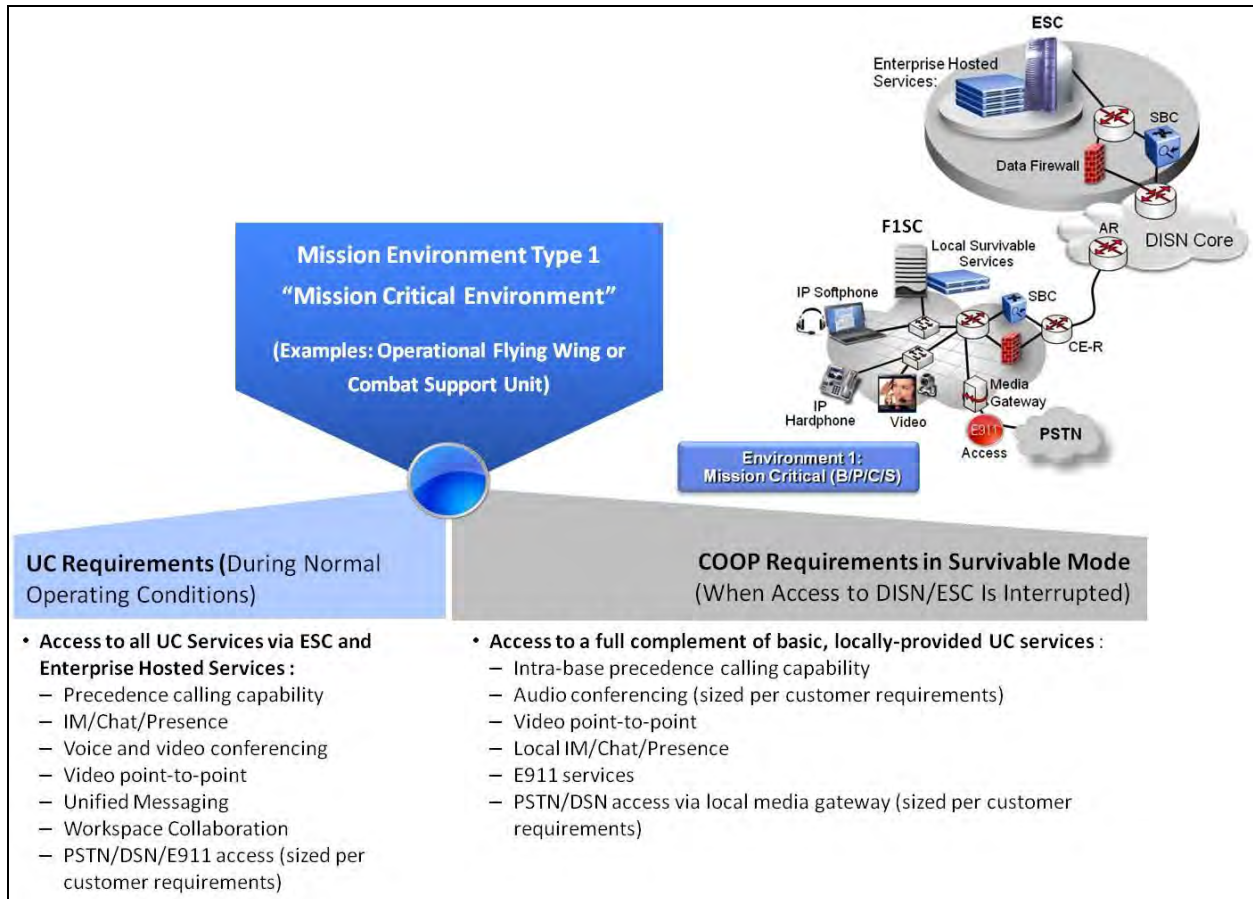 ESC
Enterprise Hosted
Services:
SBC
Data Firewall
DISN Core
AR
F1SC
Local Survivable
Services
IP Softphone
SBC
CE-R
Media
Gateway
IP
Hardphone
Video
E911
Access
PSTN
Environment 1:
Mission Critical (B/P/C/S)
Mission Environment Type 1
“Mission Critical Environment”
(Examples: Operational Flying Wing or
Combat Support Unit)
UC Requirements (During Normal
Operating Conditions)
• Access to all UC Services via ESC and
Enterprise Hosted Services :
– Precedence calling capability
– IM/Chat/Presence
– Voice and video conferencing
– Video point-to-point
– Unified Messaging
– Workspace Collaboration
– PSTN/DSN/E911 access (sized per
customer requirements)
COOP Requirements in Survivable Mode
(When Access to DISN/ESC Is Interrupted)
• Access to a full complement of basic, locally-provided UC services :
– Intra-base precedence calling capability
– Audio conferencing (sized per customer requirements)
– Video point-to-point
– Local IM/Chat/Presence
– E911 services
– PSTN/DSN access via local media gateway (sized per customer
requirements)